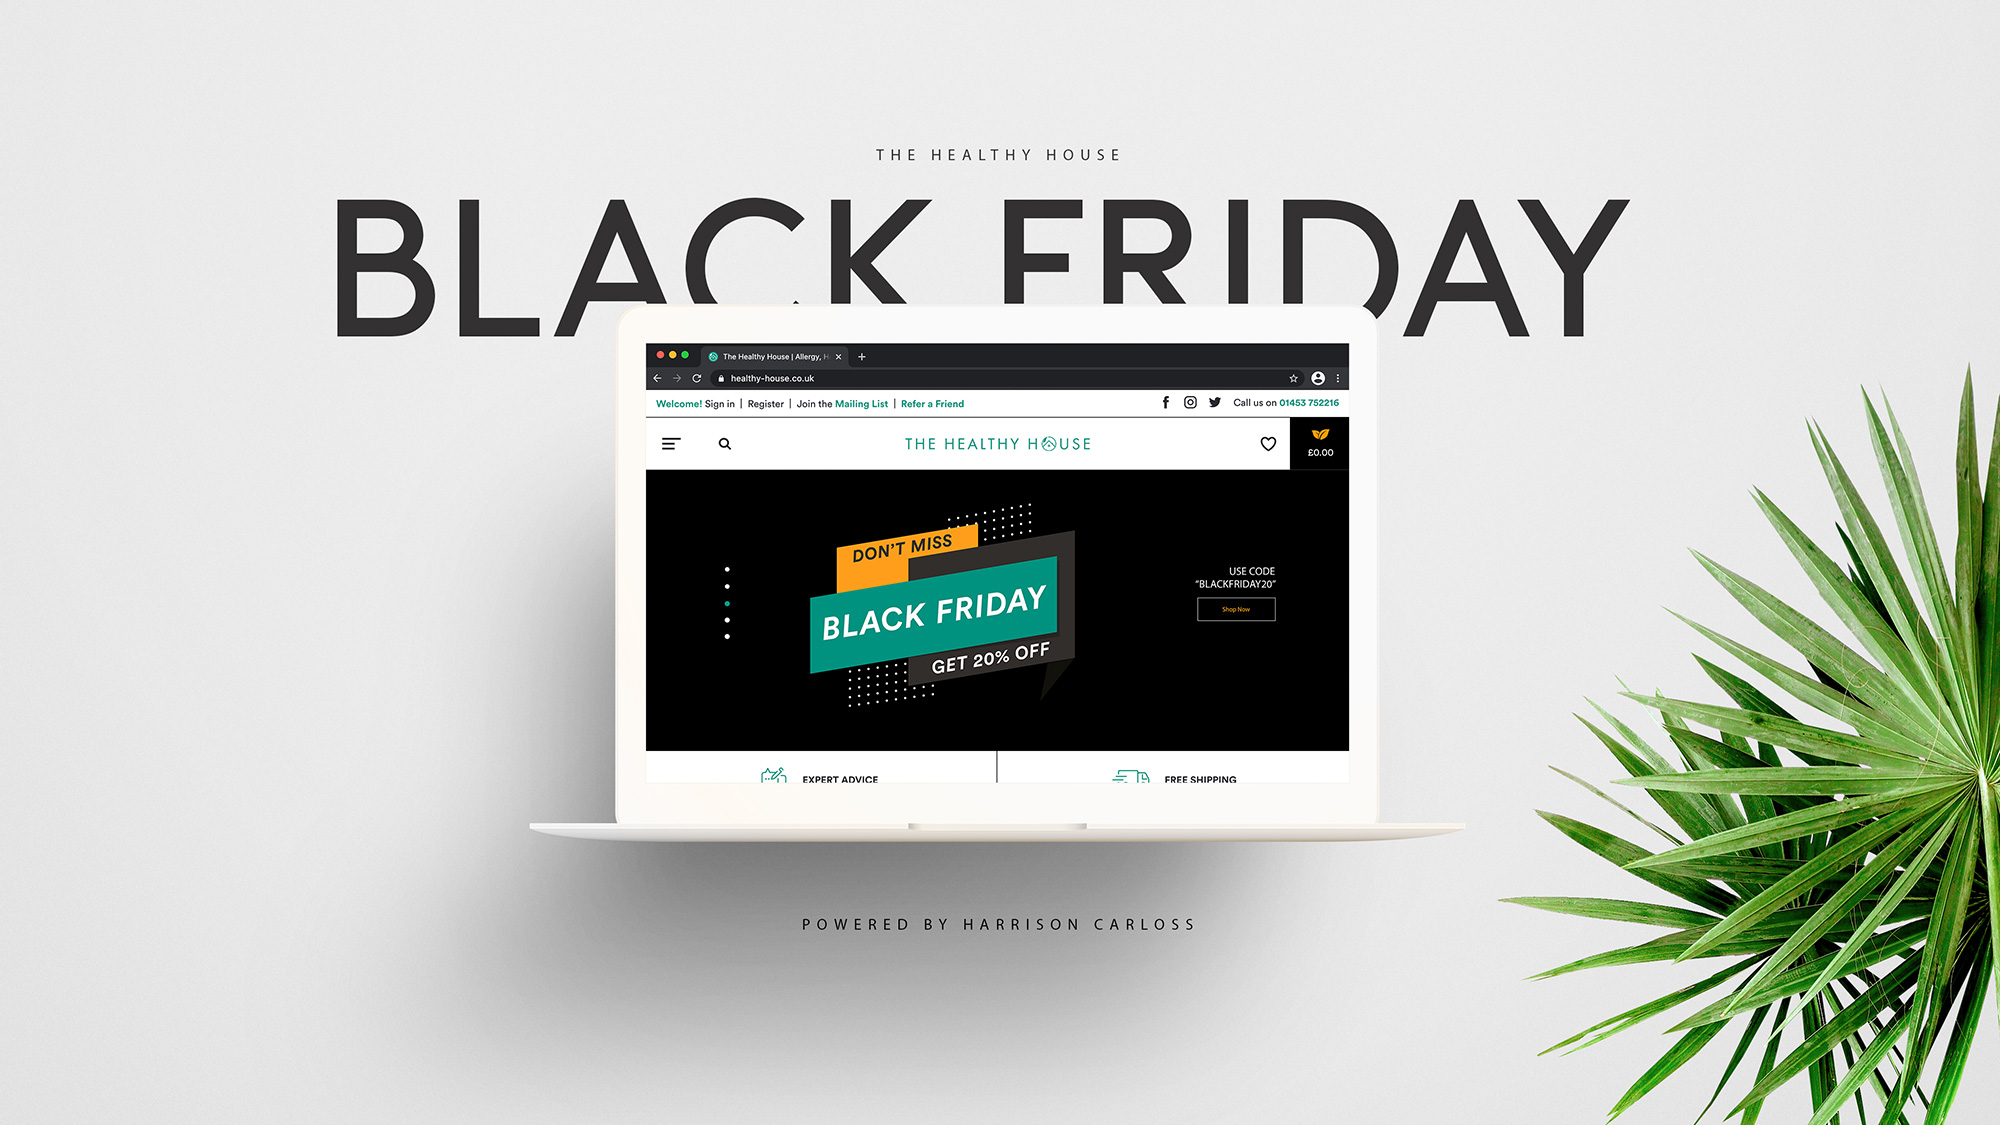 THE HEALTHY HOUSE
BLACK FRIDAY
The Healthy House | Allergy, H
healthy-house.co.uk
Welcome! Sign in | Register | Join the Mailing List | Refer a Friend
Call us on 01453 752216
THE HEALTHY HOUSE
£0.00
DON'T MISS
BLACK FRIDAY
GET 20% OFF
USE CODE
"BLACKFRIDAY20"
Shop Now
EXPERT ADVICE
FREE SHIPPING
POWERED BY HARRISON CARLOSS